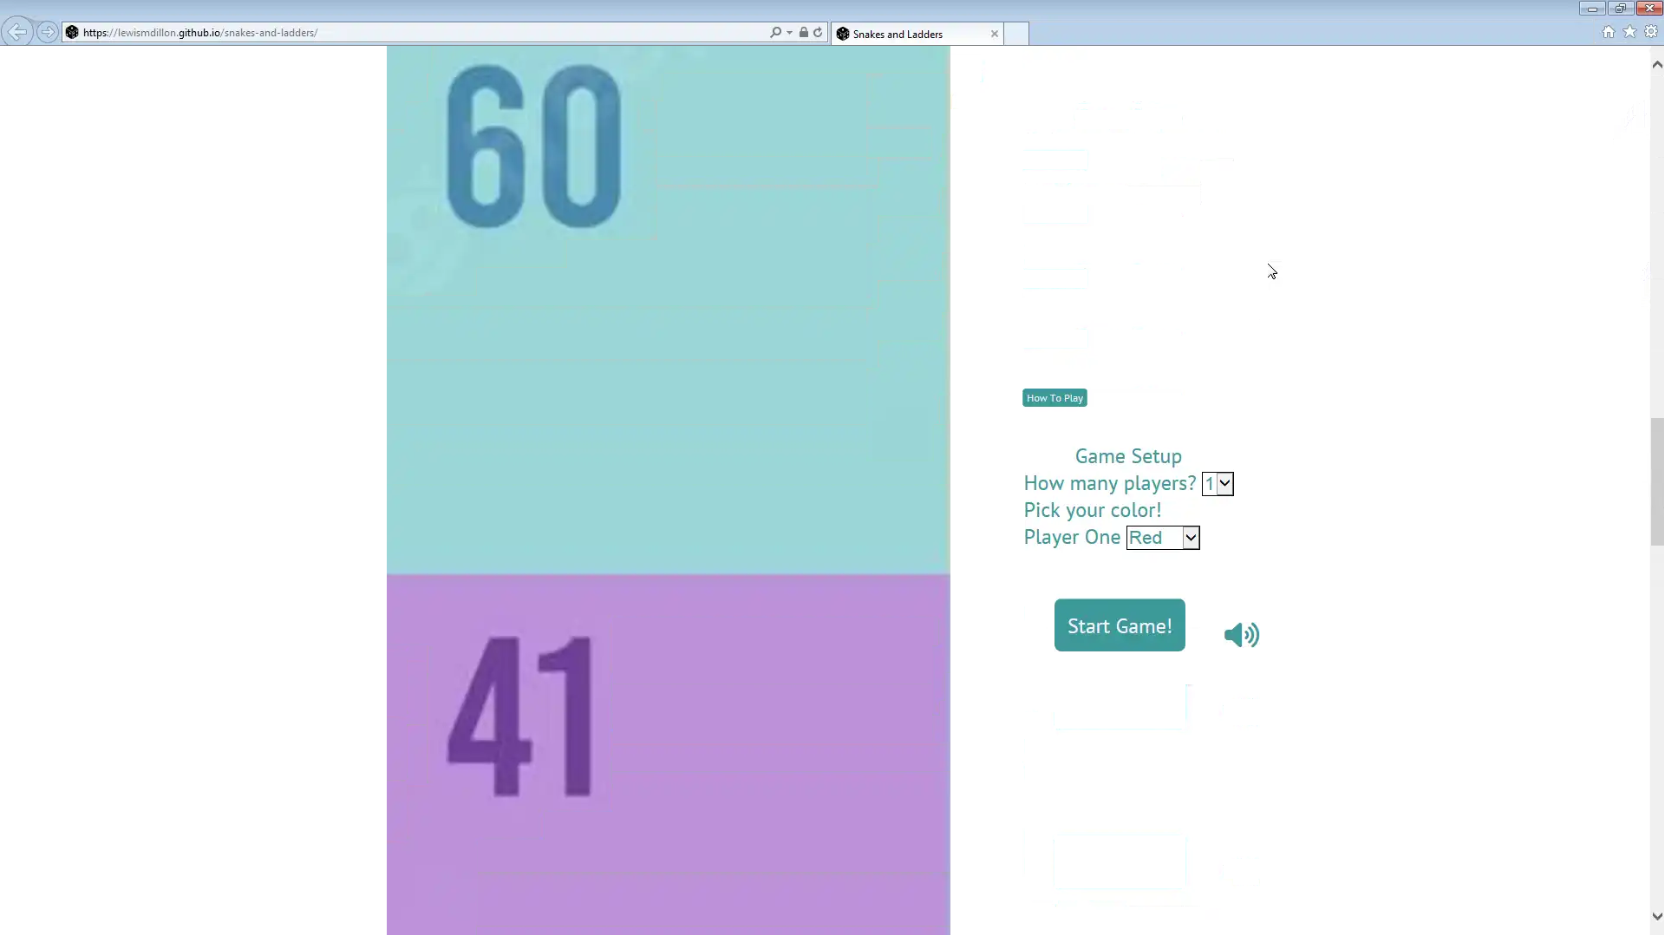 https://lewismdillon.github.io/snakes-and-ladders/
Snakes and Ladders
60
How To Play
Game Setup
How many players? 1
Pick your color!
Player One Red
Start Game!
41